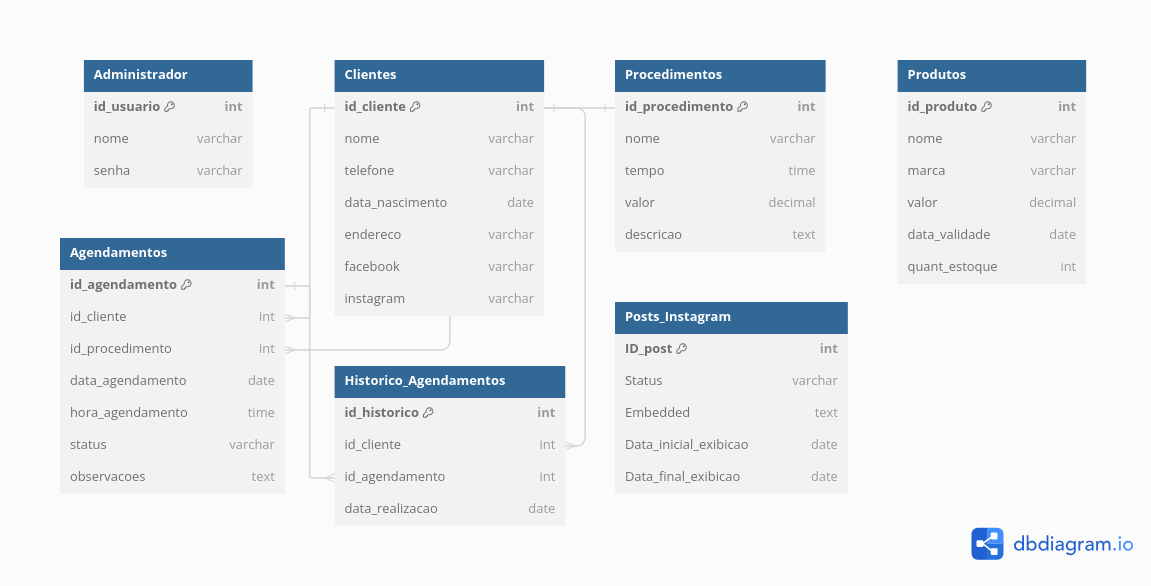 Administrador
id_usuario int
nome varchar
senha varchar
Clientes
id_cliente int
nome varchar
telefone varchar
data_nascimento date
endereco varchar
facebook varchar
instagram varchar
Procedimentos
id_procedimento int
nome varchar
tempo time
valor decimal
descricao text
Produtos
id_produto int
nome varchar
marca varchar
valor decimal
data_validade date
quant_estoque int
Agendamentos
id_agendamento int
id_cliente int
id_procedimento int
data_agendamento date
hora_agendamento time
status varchar
observacoes text
Historico_Agendamentos
id_historico int
id_cliente int
id_agendamento int
data_realizacao date
Posts_Instagram
ID_post int
Status varchar
Embedded text
Data_inicial_exibicao date
Data_final_exibicao date
dbdiagram.io